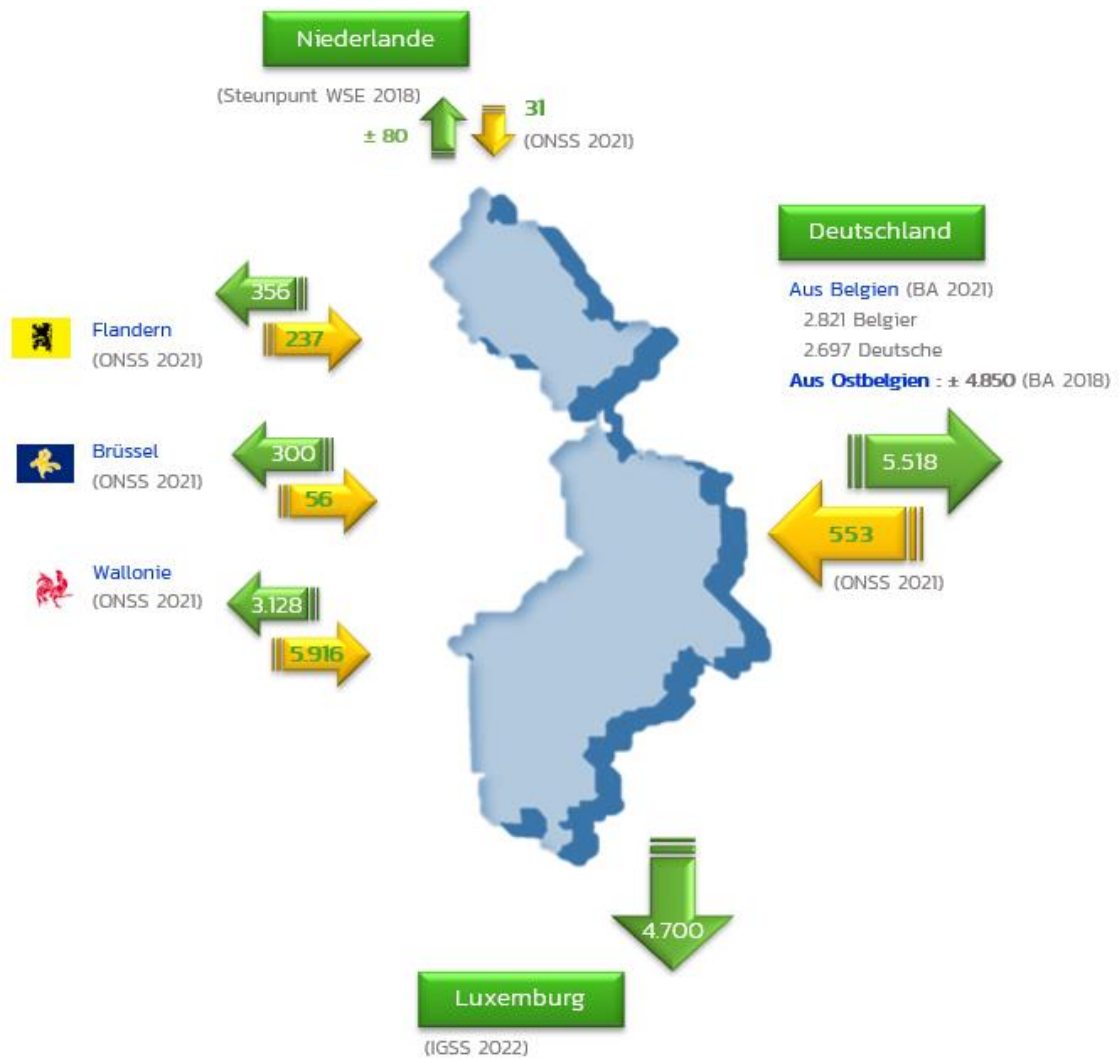 Niederlande
(Steunpunt WSE 2018)
± 80
31
(ONSS 2021)
Deutschland
Aus Belgien (BA 2021)
2.821 Belgier
2.697 Deutsche
Aus Ostbelgien : ± 4.850 (BA 2018)
5.518
553
(ONSS 2021)
356
237
Flandern
(ONSS 2021)
300
56
Brüssel
(ONSS 2021)
3.128
5.916
Wallonie
(ONSS 2021)
4.700
Luxemburg
(IGSS 2022)